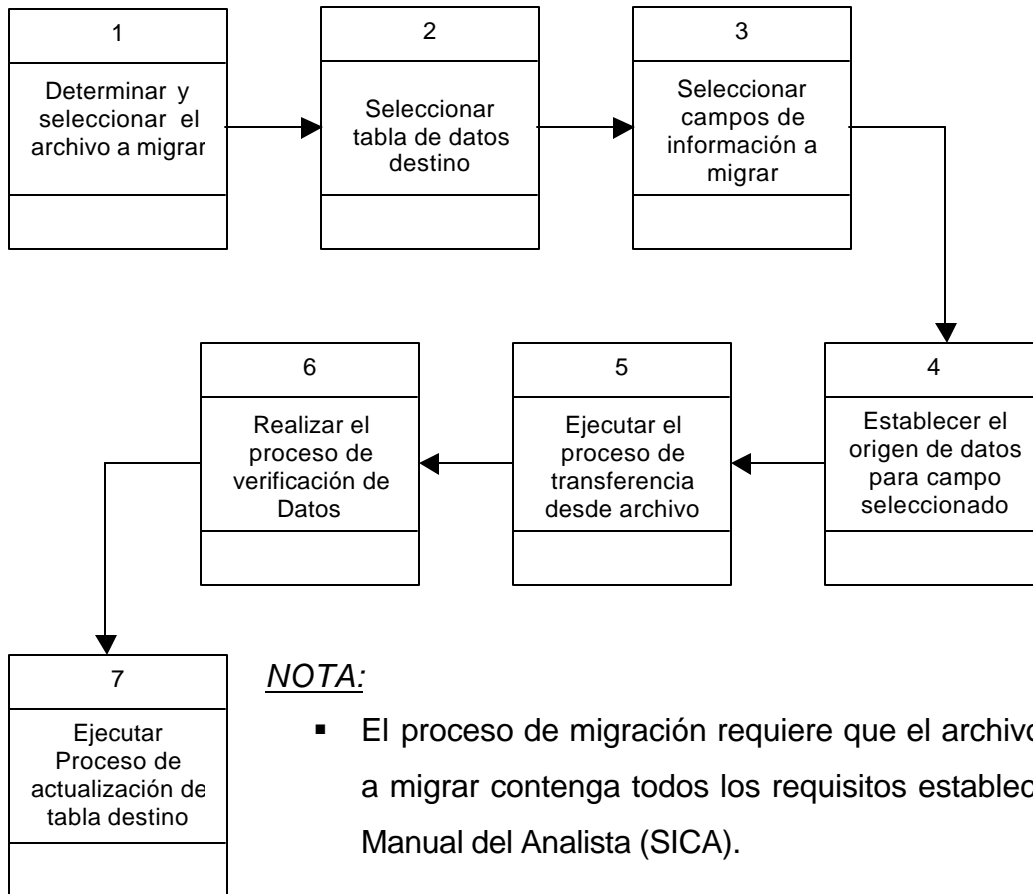 1
Determinar y
seleccionar el
archivo a migrar
2
Seleccionar
tabla de datos
destino
3
Seleccionar
campos de
información a
migrar
4
Establecer el
origen de datos
para campo
seleccionado
5
Ejecutar el
proceso de
transferencia
desde archivo
6
Realizar el
proceso de
verificación de
Datos
7
Ejecutar
Proceso de
actualización de
tabla destino
NOTA:
▪ El proceso de migración requiere que el archivo
a migrar contenga todos los requisitos establec
Manual del Analista (SICA).